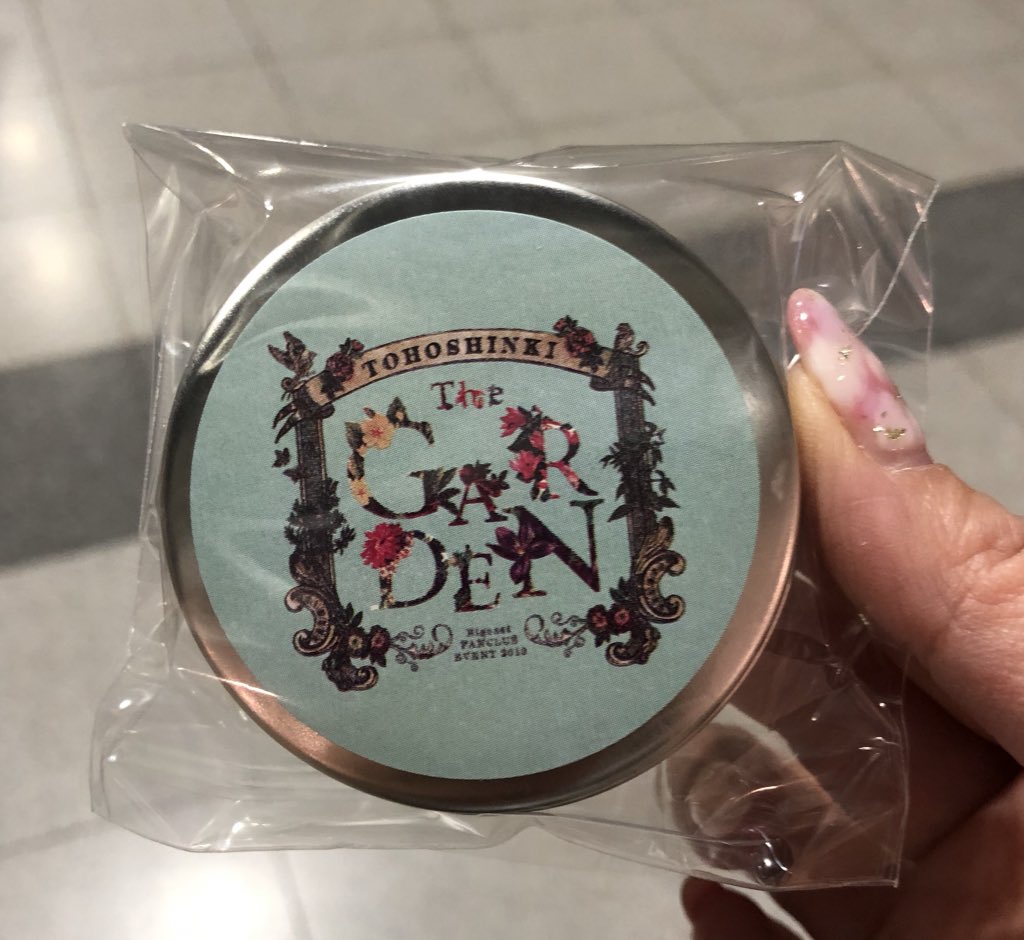 TOHOSHINKI
The
GAR
DEN
Bigeast
FANCLUB
EVENT 2019